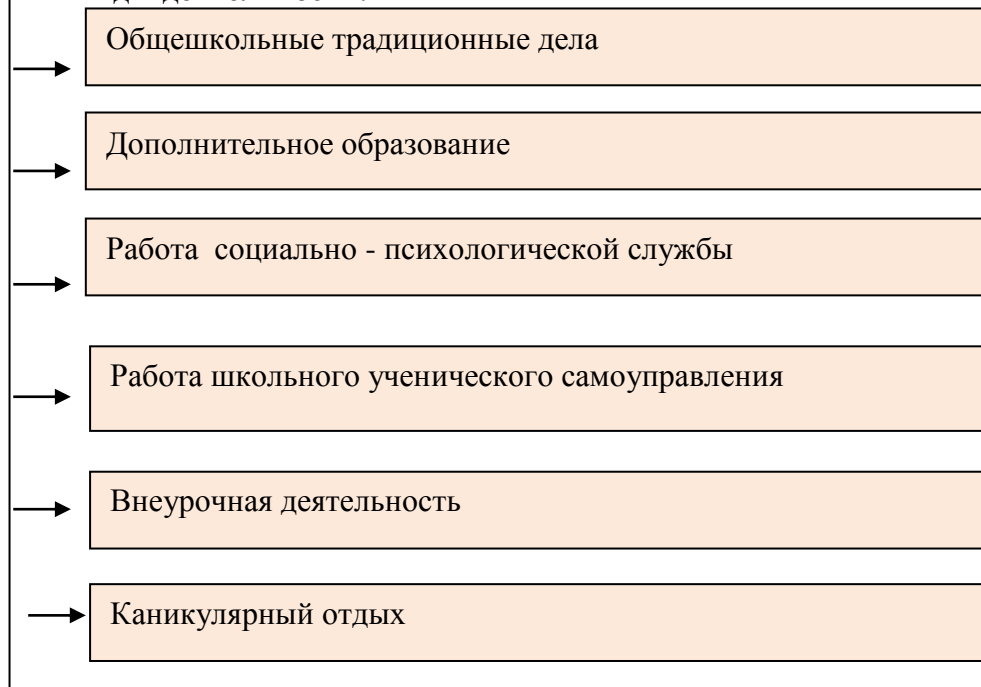 Общешкольные традиционные дела
Дополнительное образование
Работа  социально - психологической службы
Работа школьного ученического самоуправления
Внеурочная деятельность
Каникулярный отдых